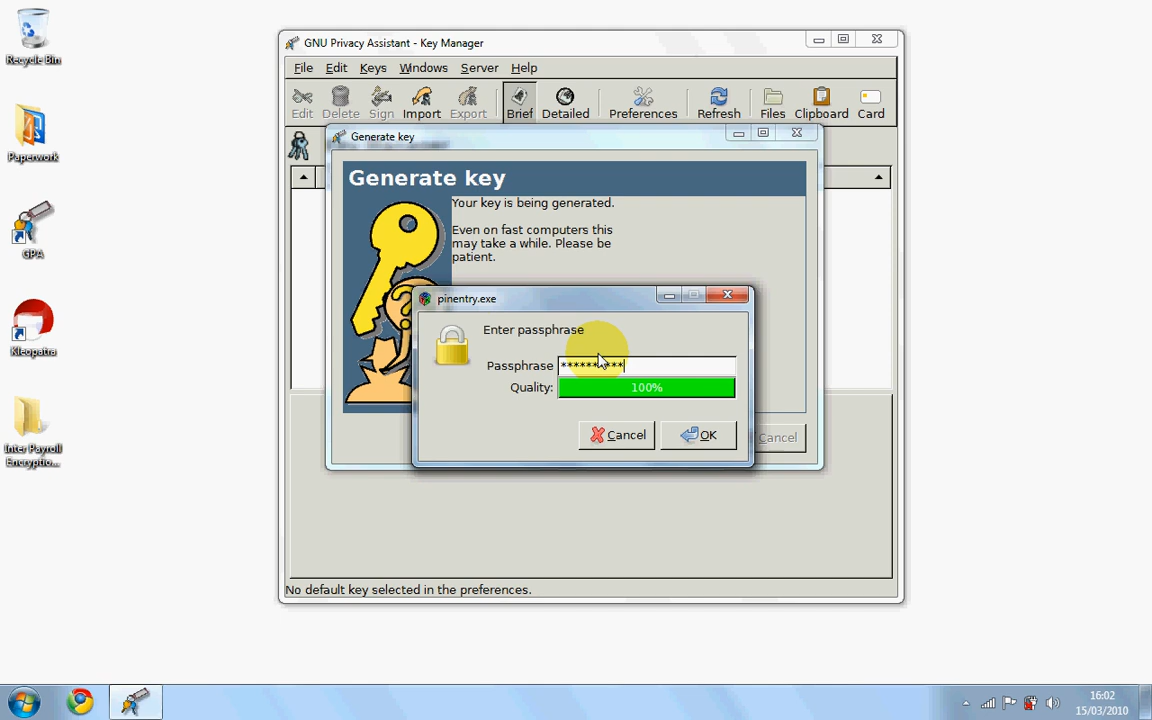 Recycle Bin
Paperwork
GPA
Kleopatra
Inter Payroll
Encryptio...
GNU Privacy Assistant - Key Manager
File Edit Keys Windows Server Help
Edit Delete Sign Import Export Brief Detailed Preferences Refresh Files Clipboard Card
Generate key
Generate key
Your key is being generated.
Even on fast computers this
may take a while. Please be
patient.
pinentry.exe
Enter passphrase
Passphrase **********
Quality: 100%
Cancel OK
Cancel
No default key selected in the preferences.
16:02
15/03/2010